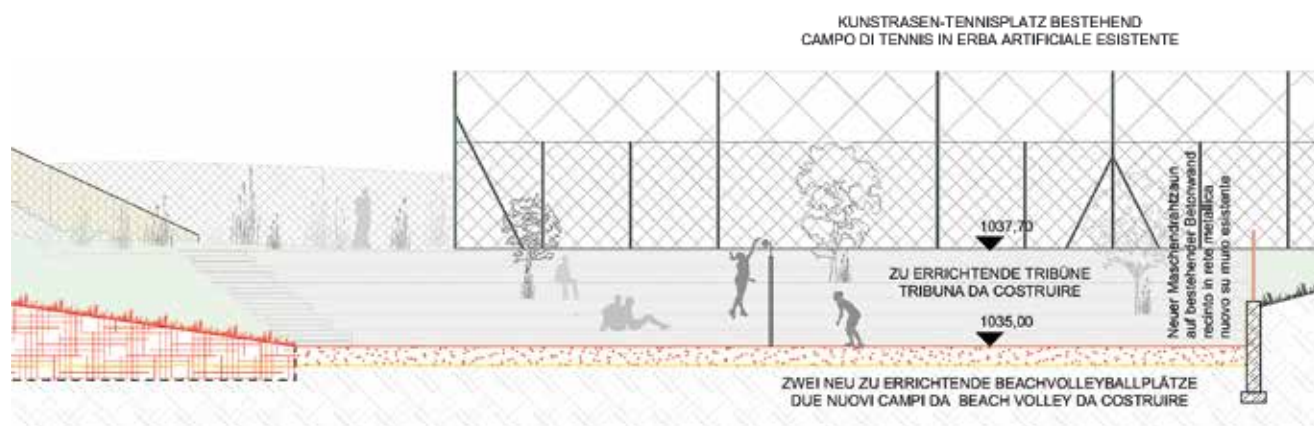 KUNSTRASEN-TENNISPLATZ BESTEHEND
CAMPO DI TENNIS IN ERBA ARTIFICIALE ESISTENTE
1037,70
ZU ERRICHTENDE TRIBÜNE
TRIBUNA DA COSTRUIRE
1035,00
Neuer Maschendrahtzaun
auf bestehender Betonwand
recinto in rete metallica
nuovo su muro esistente
ZWEI NEU ZU ERRICHTENDE BEACHVOLLEYBALLPLÄTZE
DUE NUOVI CAMPI DA BEACH VOLLEY DA COSTRUIRE